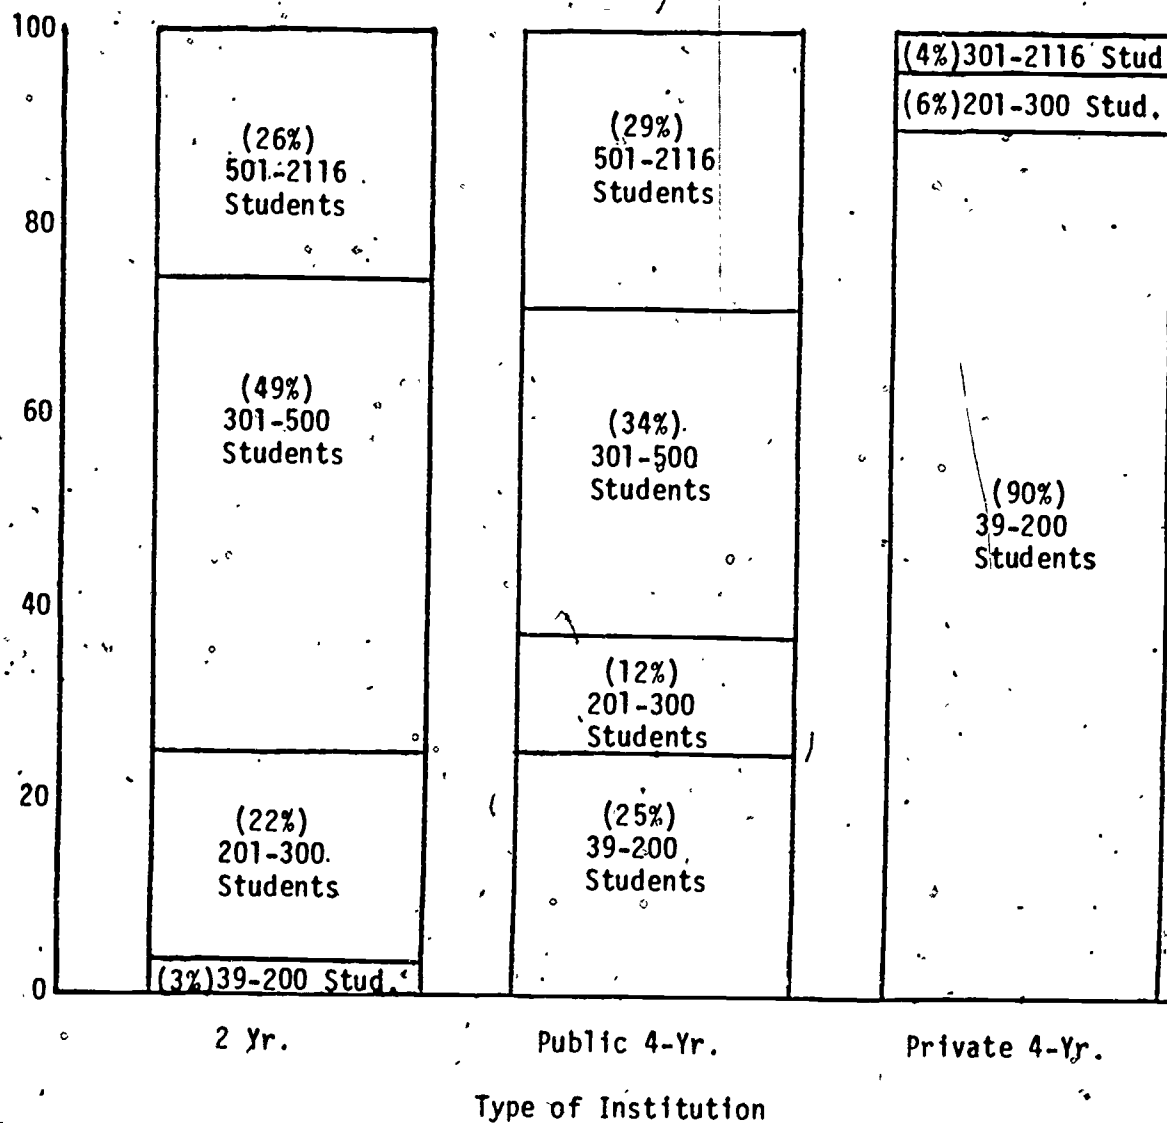 100
80
60
40
20
0
(26%)
501-2116
Students
(49%)
301-500
Students
(22%)
201-300
Students
(3%)39-200 Stud.
(29%)
501-2116
Students
(34%)
301-500
Students
(12%)
201-300
Students
(25%)
39-200
Students
(4%)301-2116 Stud
(6%)201-300 Stud.
(90%)
39-200
Students
2 Yr.
Public 4-Yr.
Private 4-Yr.
Type of Institution